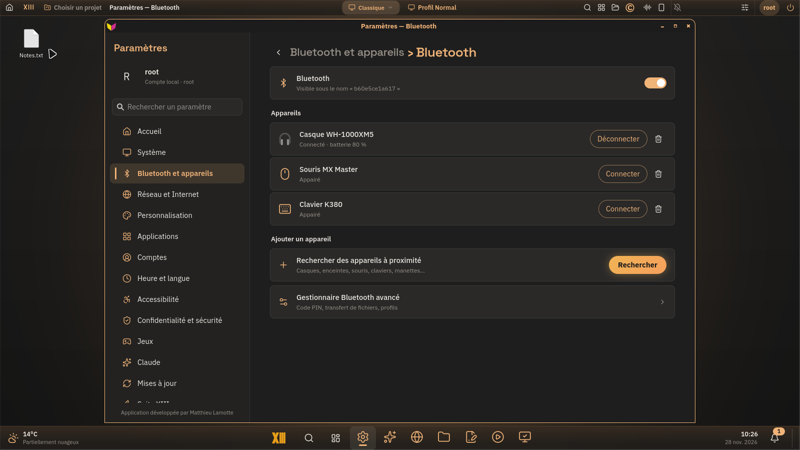 XIII
Choisir un projet
Paramètres — Bluetooth
Classique
Profil Normal
root
Notes.txt
Paramètres — Bluetooth
Paramètres
R
root
Compte local · root
Rechercher un paramètre
Accueil
Système
Bluetooth et appareils
Réseau et Internet
Personnalisation
Applications
Comptes
Heure et langue
Accessibilité
Confidentialité et sécurité
Jeux
Claude
Mises à jour
Application développée par Matthieu Lamotte
Bluetooth et appareils > Bluetooth
Bluetooth
Visible sous le nom « b60e5ce1a617 »
Appareils
Casque WH-1000XM5
Connecté · batterie 80 %
Déconnecter
Souris MX Master
Appairé
Connecter
Clavier K380
Appairé
Connecter
Ajouter un appareil
Rechercher des appareils à proximité
Casques, enceintes, souris, claviers, manettes…
Rechercher
Gestionnaire Bluetooth avancé
Code PIN, transfert de fichiers, profils
14°C
Partiellement nuageux
XIII
10:26
28 nov. 2026
1